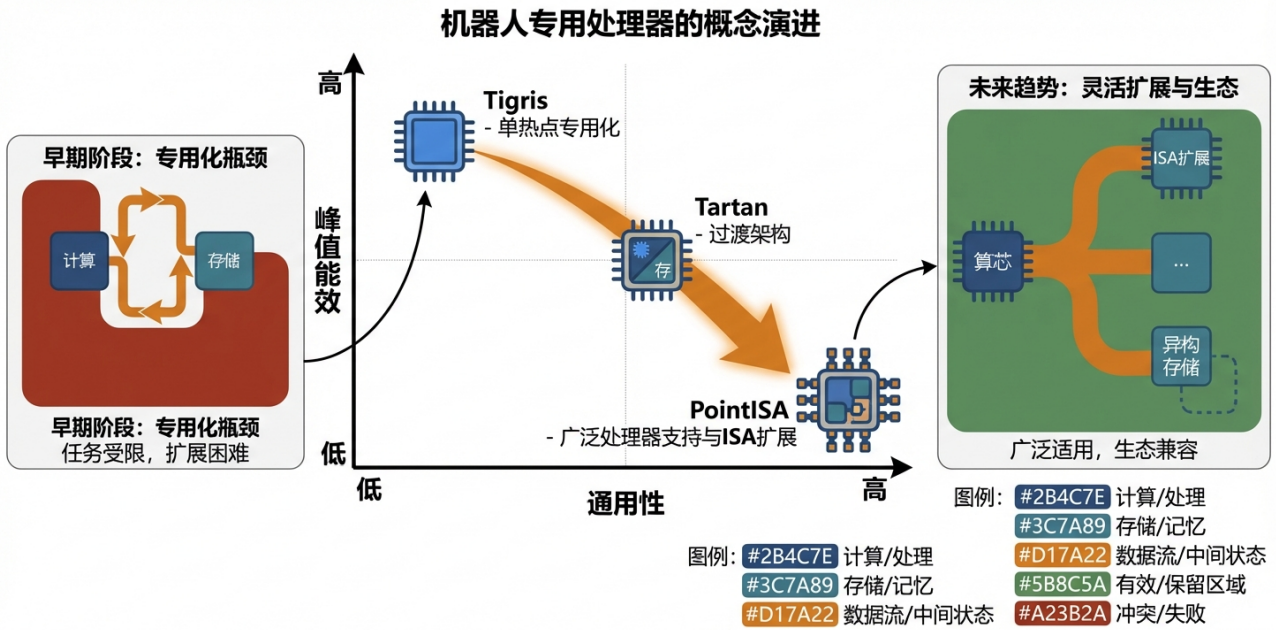 机器人专用处理器的概念演进
早期阶段：专用化瓶颈
计算
存储
早期阶段：专用化瓶颈
任务受限，扩展困难
高
峰值能效
低
低
通用性
高
Tigris
- 单热点专用化
Tartan
- 过渡架构
存
PointISA
- 广泛处理器支持与ISA扩展
未来趋势：灵活扩展与生态
ISA扩展
算芯
...
异构
存储
广泛适用，生态兼容
图例：#2B4C7E 计算/处理
#3C7A89 存储/记忆
#D17A22 数据流/中间状态
图例：#2B4C7E 计算/处理
#3C7A89 存储/记忆
#D17A22 数据流/中间状态
#5B8C5A 有效/保留区域
#A23B2A 冲突/失败